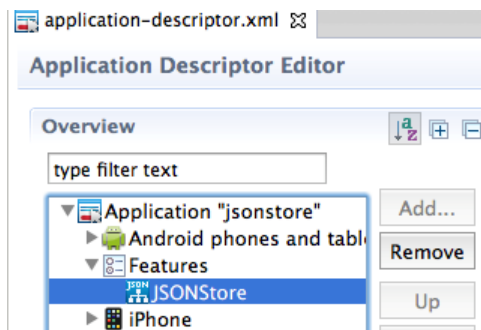 application-descriptor.xml
Application Descriptor Editor
Overview
a
z
type filter text
Application "jsonstore"
Add...
Android phones and tabl
Remove
Features
JSON
JSONStore
Up
iPhone